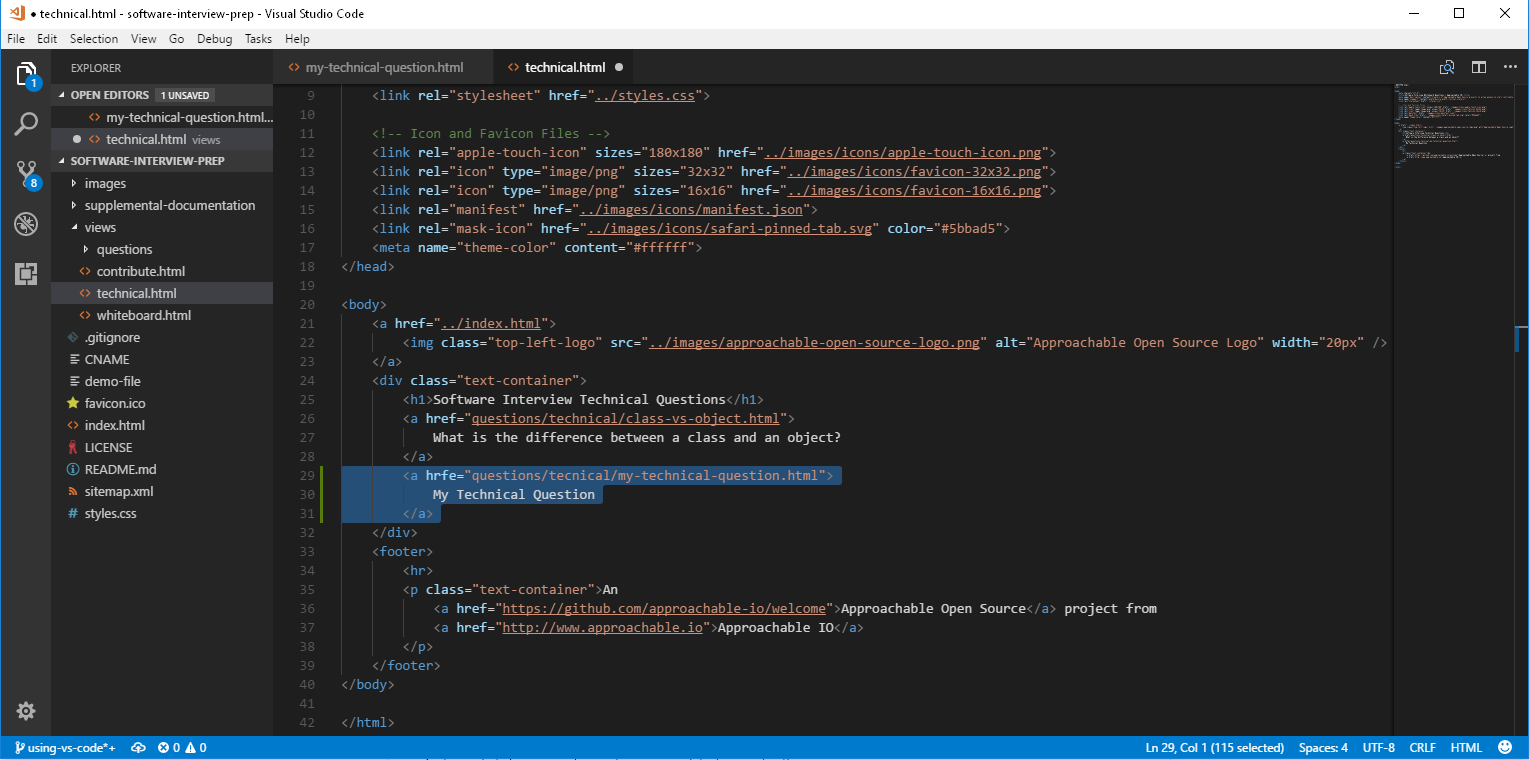 ● technical.html - software-interview-prep - Visual Studio Code
File Edit Selection View Go Debug Tasks Help
EXPLORER
OPEN EDITORS 1 UNSAVED
my-technical-question.html...
technical.html views
SOFTWARE-INTERVIEW-PREP
images
supplemental-documentation
views
questions
contribute.html
technical.html
whiteboard.html
.gitignore
CNAME
demo-file
favicon.ico
index.html
LICENSE
README.md
sitemap.xml
styles.css
1
8
my-technical-question.html technical.html
9 <link rel="stylesheet" href="../styles.css">
10
11 <!-- Icon and Favicon Files -->
12 <link rel="apple-touch-icon" sizes="180x180" href="../images/icons/apple-touch-icon.png">
13 <link rel="icon" type="image/png" sizes="32x32" href="../images/icons/favicon-32x32.png">
14 <link rel="icon" type="image/png" sizes="16x16" href="../images/icons/favicon-16x16.png">
15 <link rel="manifest" href="../images/icons/manifest.json">
16 <link rel="mask-icon" href="../images/icons/safari-pinned-tab.svg" color="#5bbad5">
17 <meta name="theme-color" content="#ffffff">
18 </head>
19
20 <body>
21 <a href="../index.html">
22 <img class="top-left-logo" src="../images/approachable-open-source-logo.png" alt="Approachable Open Source Logo" width="20px" />
23 </a>
24 <div class="text-container">
25 <h1>Software Interview Technical Questions</h1>
26 <a href="questions/technical/class-vs-object.html">
27 What is the difference between a class and an object?
28 </a>
29 <a hrfe="questions/tecnical/my-technical-question.html">
30 My Technical Question
31 </a>
32 </div>
33 <footer>
34 <hr>
35 <p class="text-container">An
36 <a href="https://github.com/approachable-io/welcome">Approachable Open Source</a> project from
37 <a href="http://www.approachable.io">Approachable IO</a>
38 </p>
39 </footer>
40 </body>
41
42 </html>
using-vs-code*+ 0 0 Ln 29, Col 1 (115 selected) Spaces: 4 UTF-8 CRLF HTML